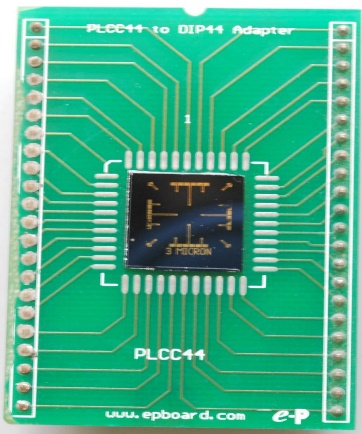 PLCC44 to DIP44 Adapter
1
3 MICRON
PLCC44
www.epboard.com
e-P